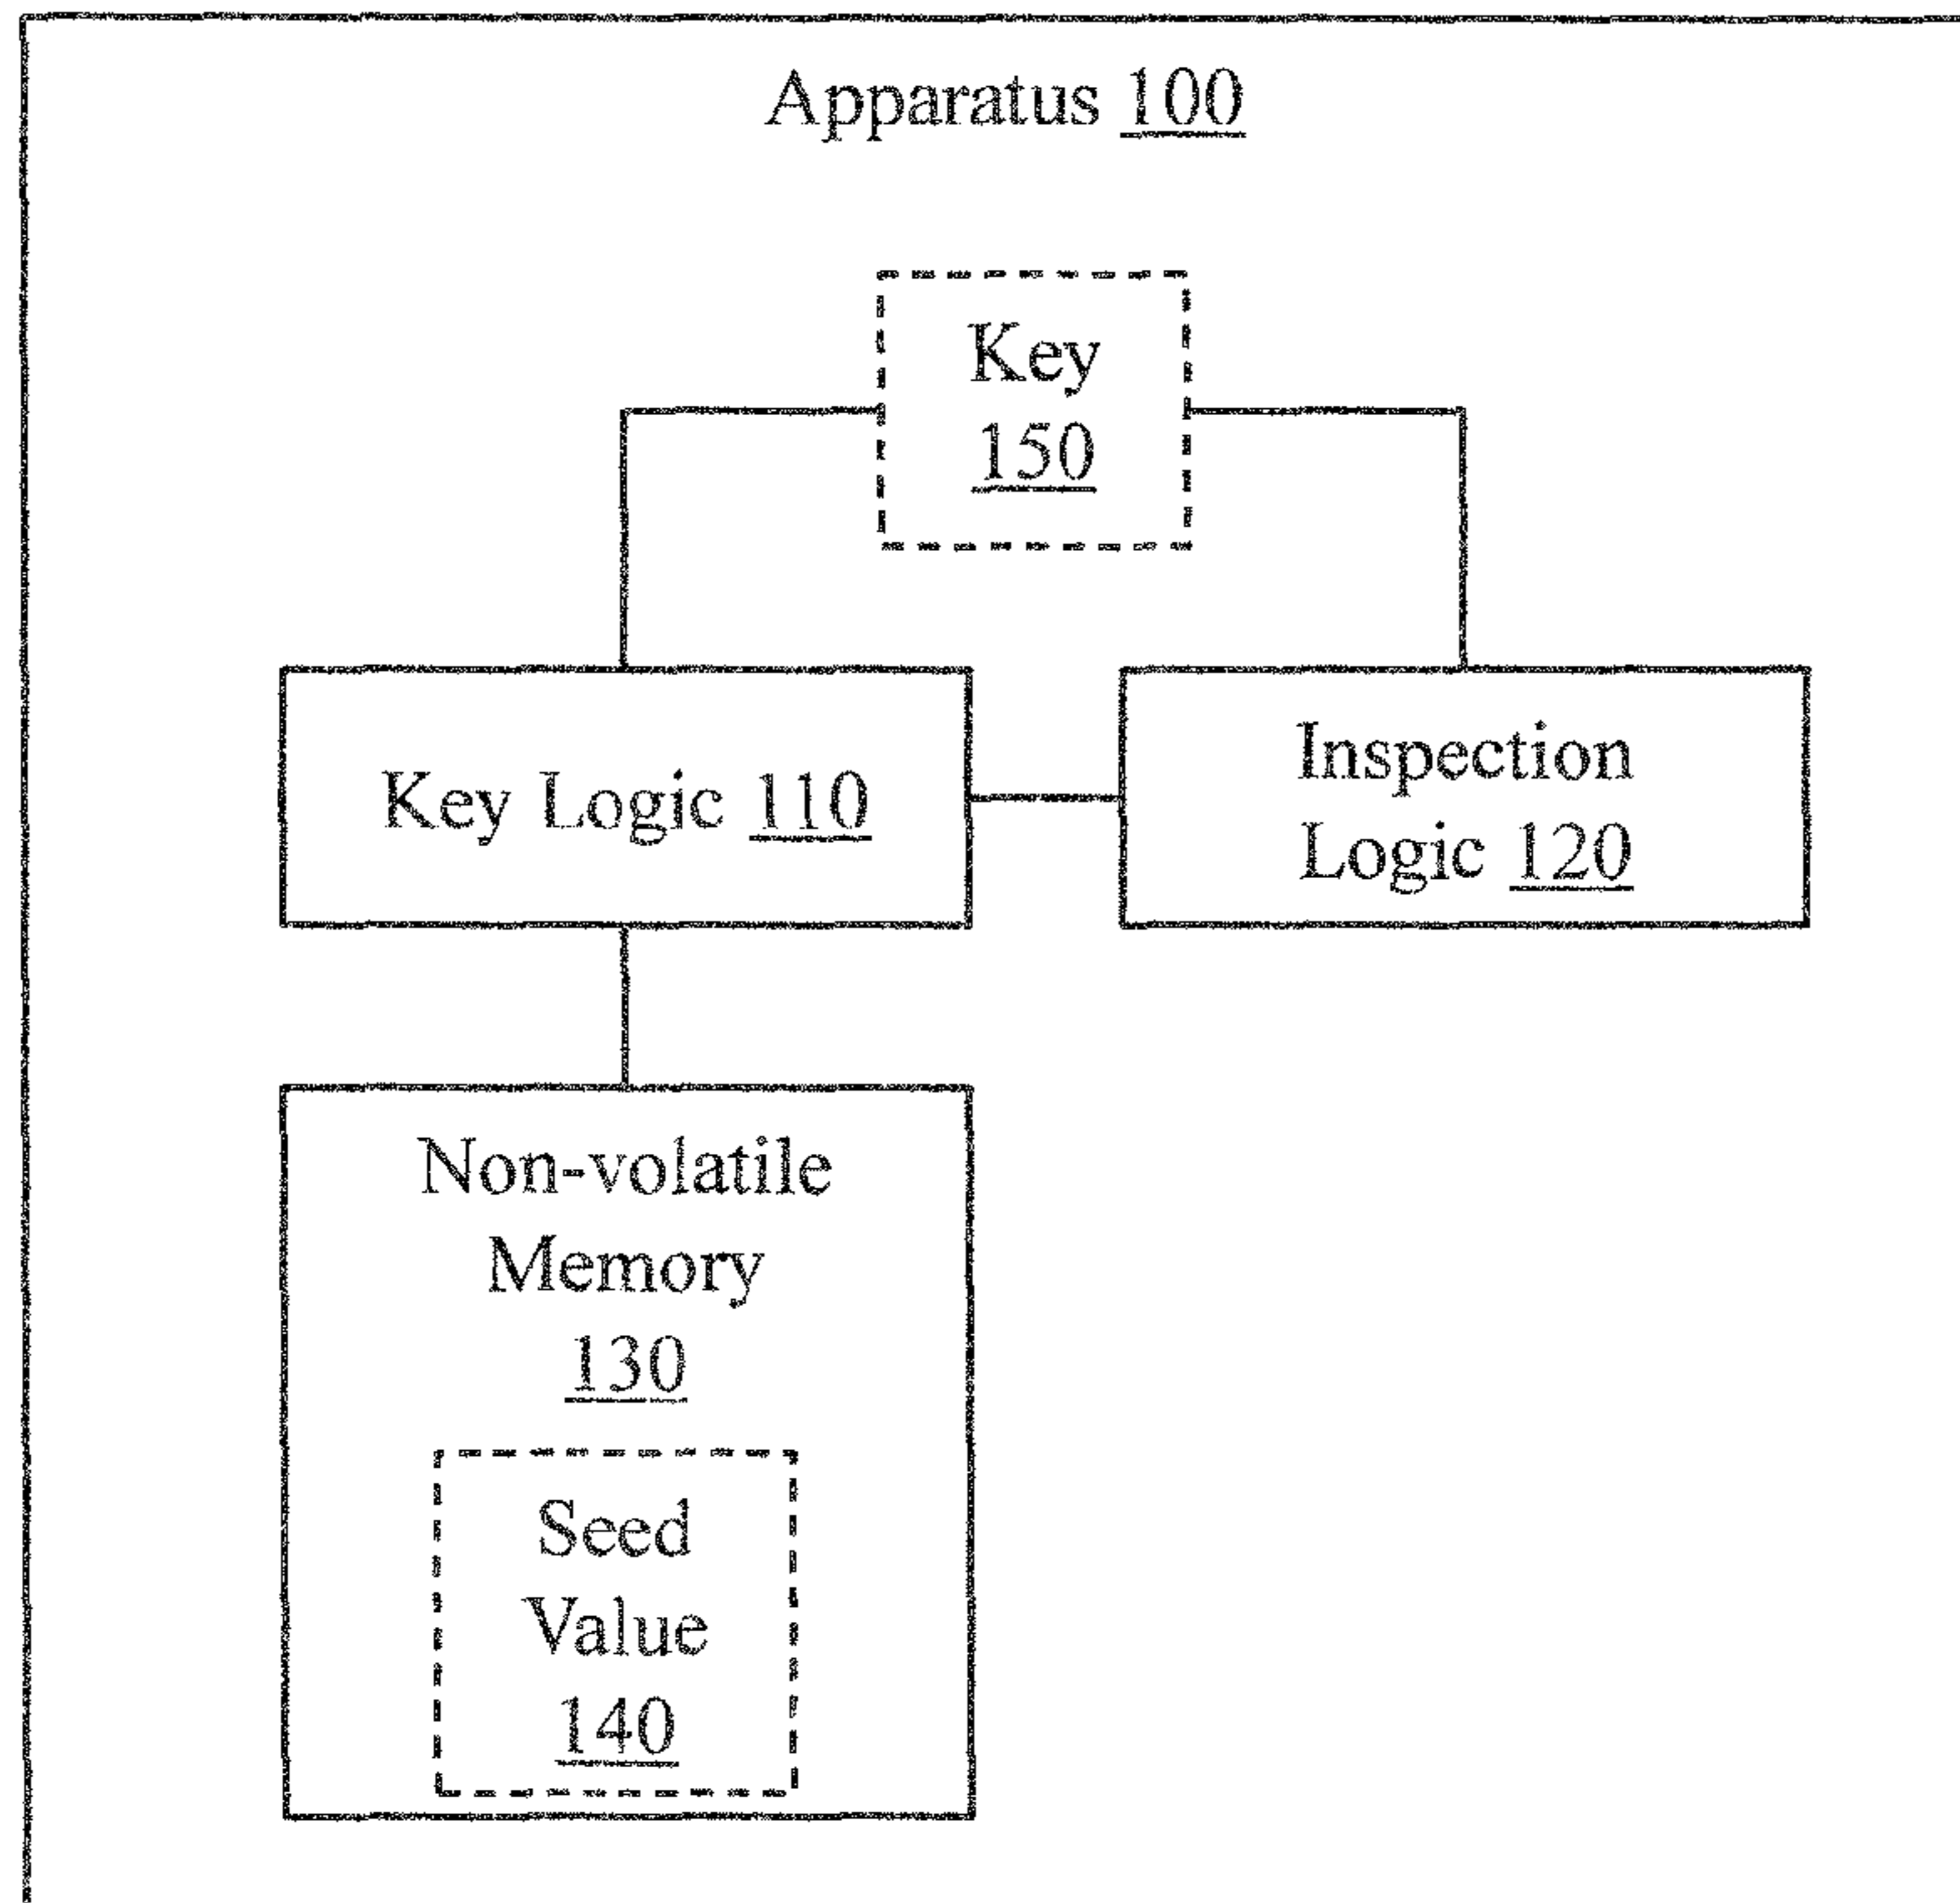 Apparatus 100
Key
150
Key Logic 110
Inspection
Logic 120
Non-volatile
Memory
130
Seed
Value
140